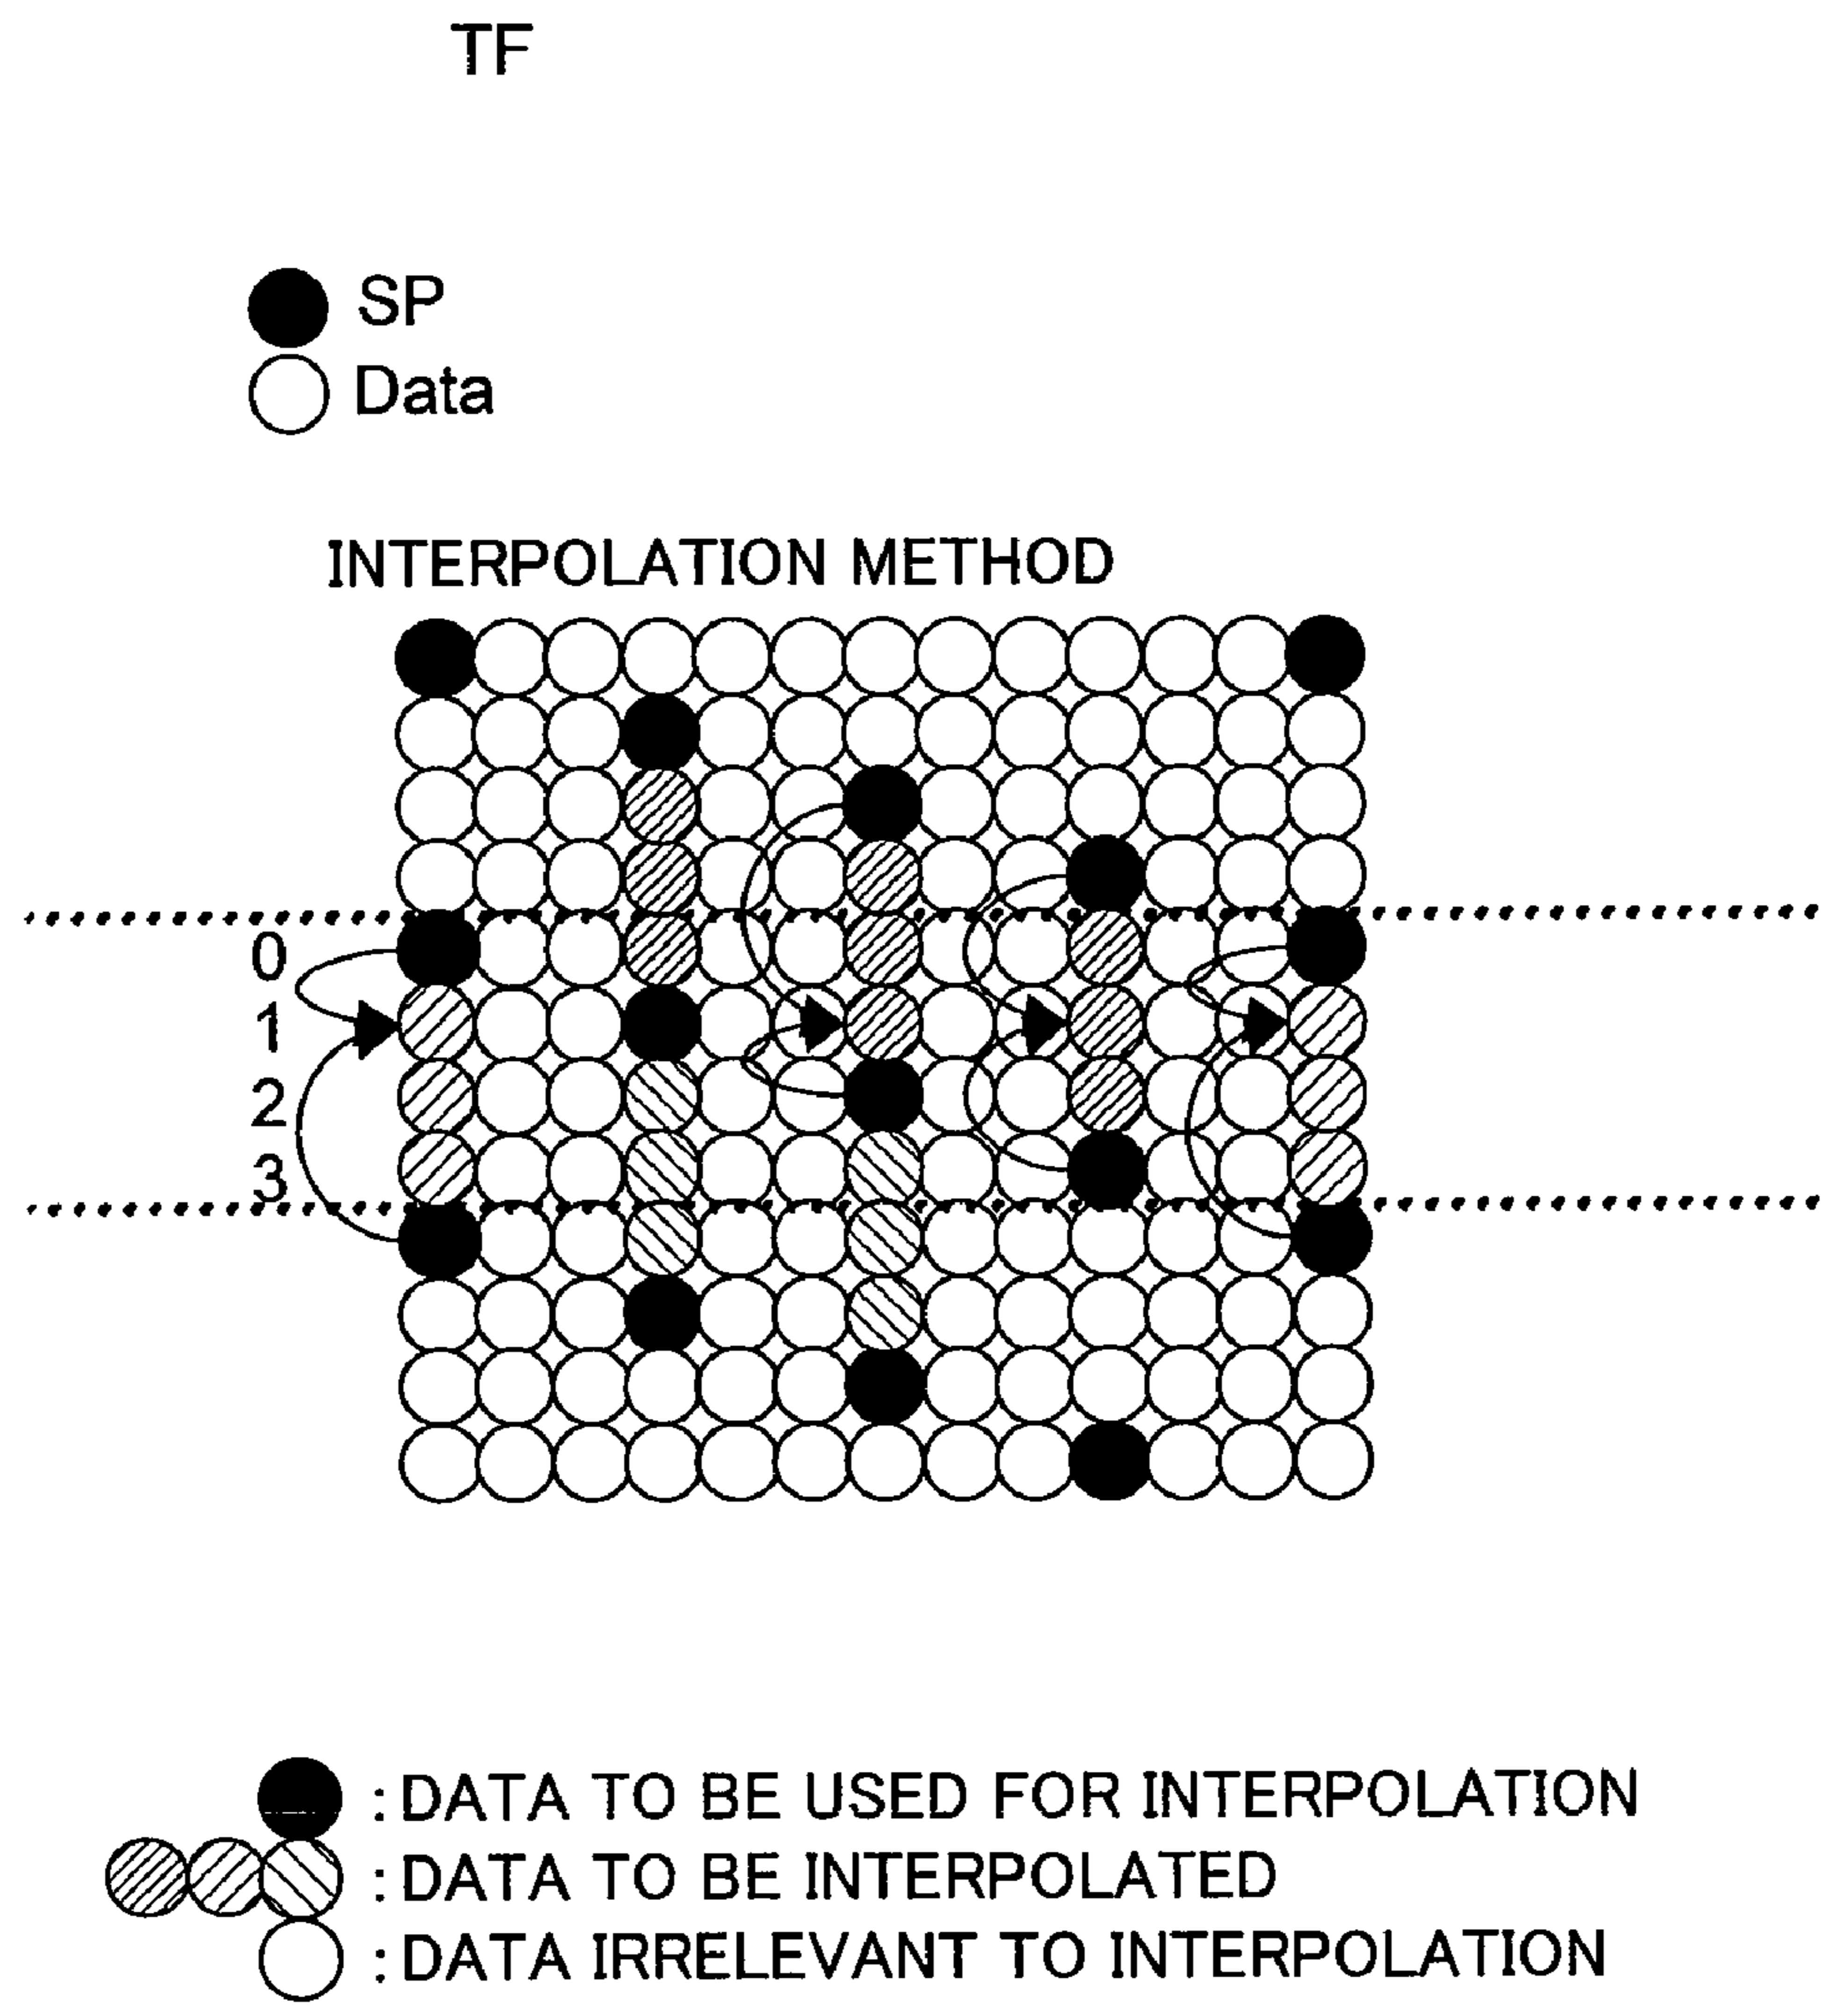 TF
SP
Data
INTERPOLATION METHOD
0
1
2
3
: DATA TO BE USED FOR INTERPOLATION
: DATA TO BE INTERPOLATED
: DATA IRRELEVANT TO INTERPOLATION